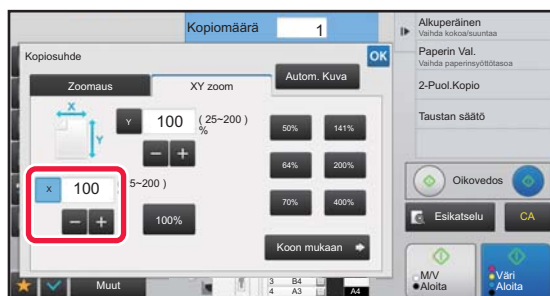 Kopiomäärä 1
Kopiosuhde
OK
Zoomaus
XY zoom
Autom. Kuva
X
Y
Y 100 ( 25~200 )
%
X 100 5~200 )
100%
50% 141%
64% 200%
70% 400%
Koon mukaan
Muut
3 B4
4 A3
A4
Alkuperäinen
Vaihda kokoa/suuntaa
Paperin Val.
Vaihda paperinsyöttötasoa
2-Puol.Kopio
Taustan säätö
Oikovedos
Esikatselu
CA
M/V
Aloita
Väri
Aloita